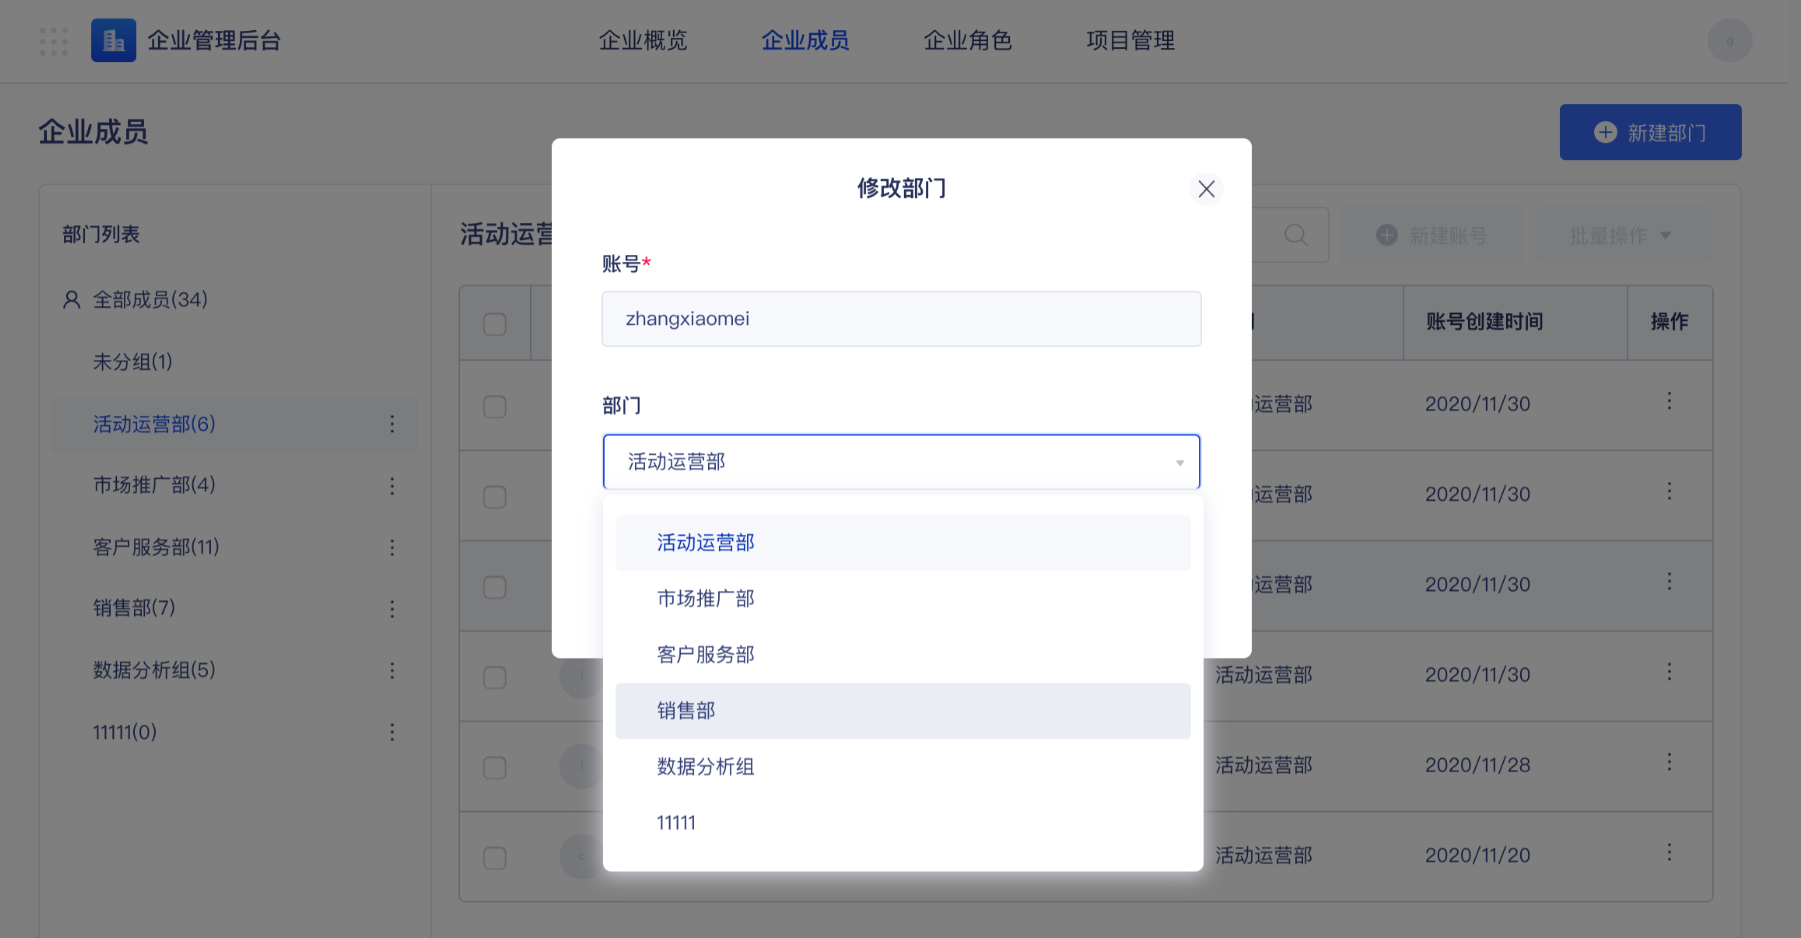 企业管理后台
企业概览
企业成员
企业角色
项目管理
g
企业成员
新建部门
部门列表
全部成员(34)
未分组(1)
活动运营部(6)
市场推广部(4)
客户服务部(11)
销售部(7)
数据分析组(5)
11111(0)
活动运营
新建账号
批量操作
账号创建时间
操作
运营部
2020/11/30
运营部
2020/11/30
运营部
2020/11/30
活动运营部
2020/11/30
活动运营部
2020/11/28
活动运营部
2020/11/20
修改部门
账号*
zhangxiaomei
部门
活动运营部
活动运营部
市场推广部
客户服务部
销售部
数据分析组
11111